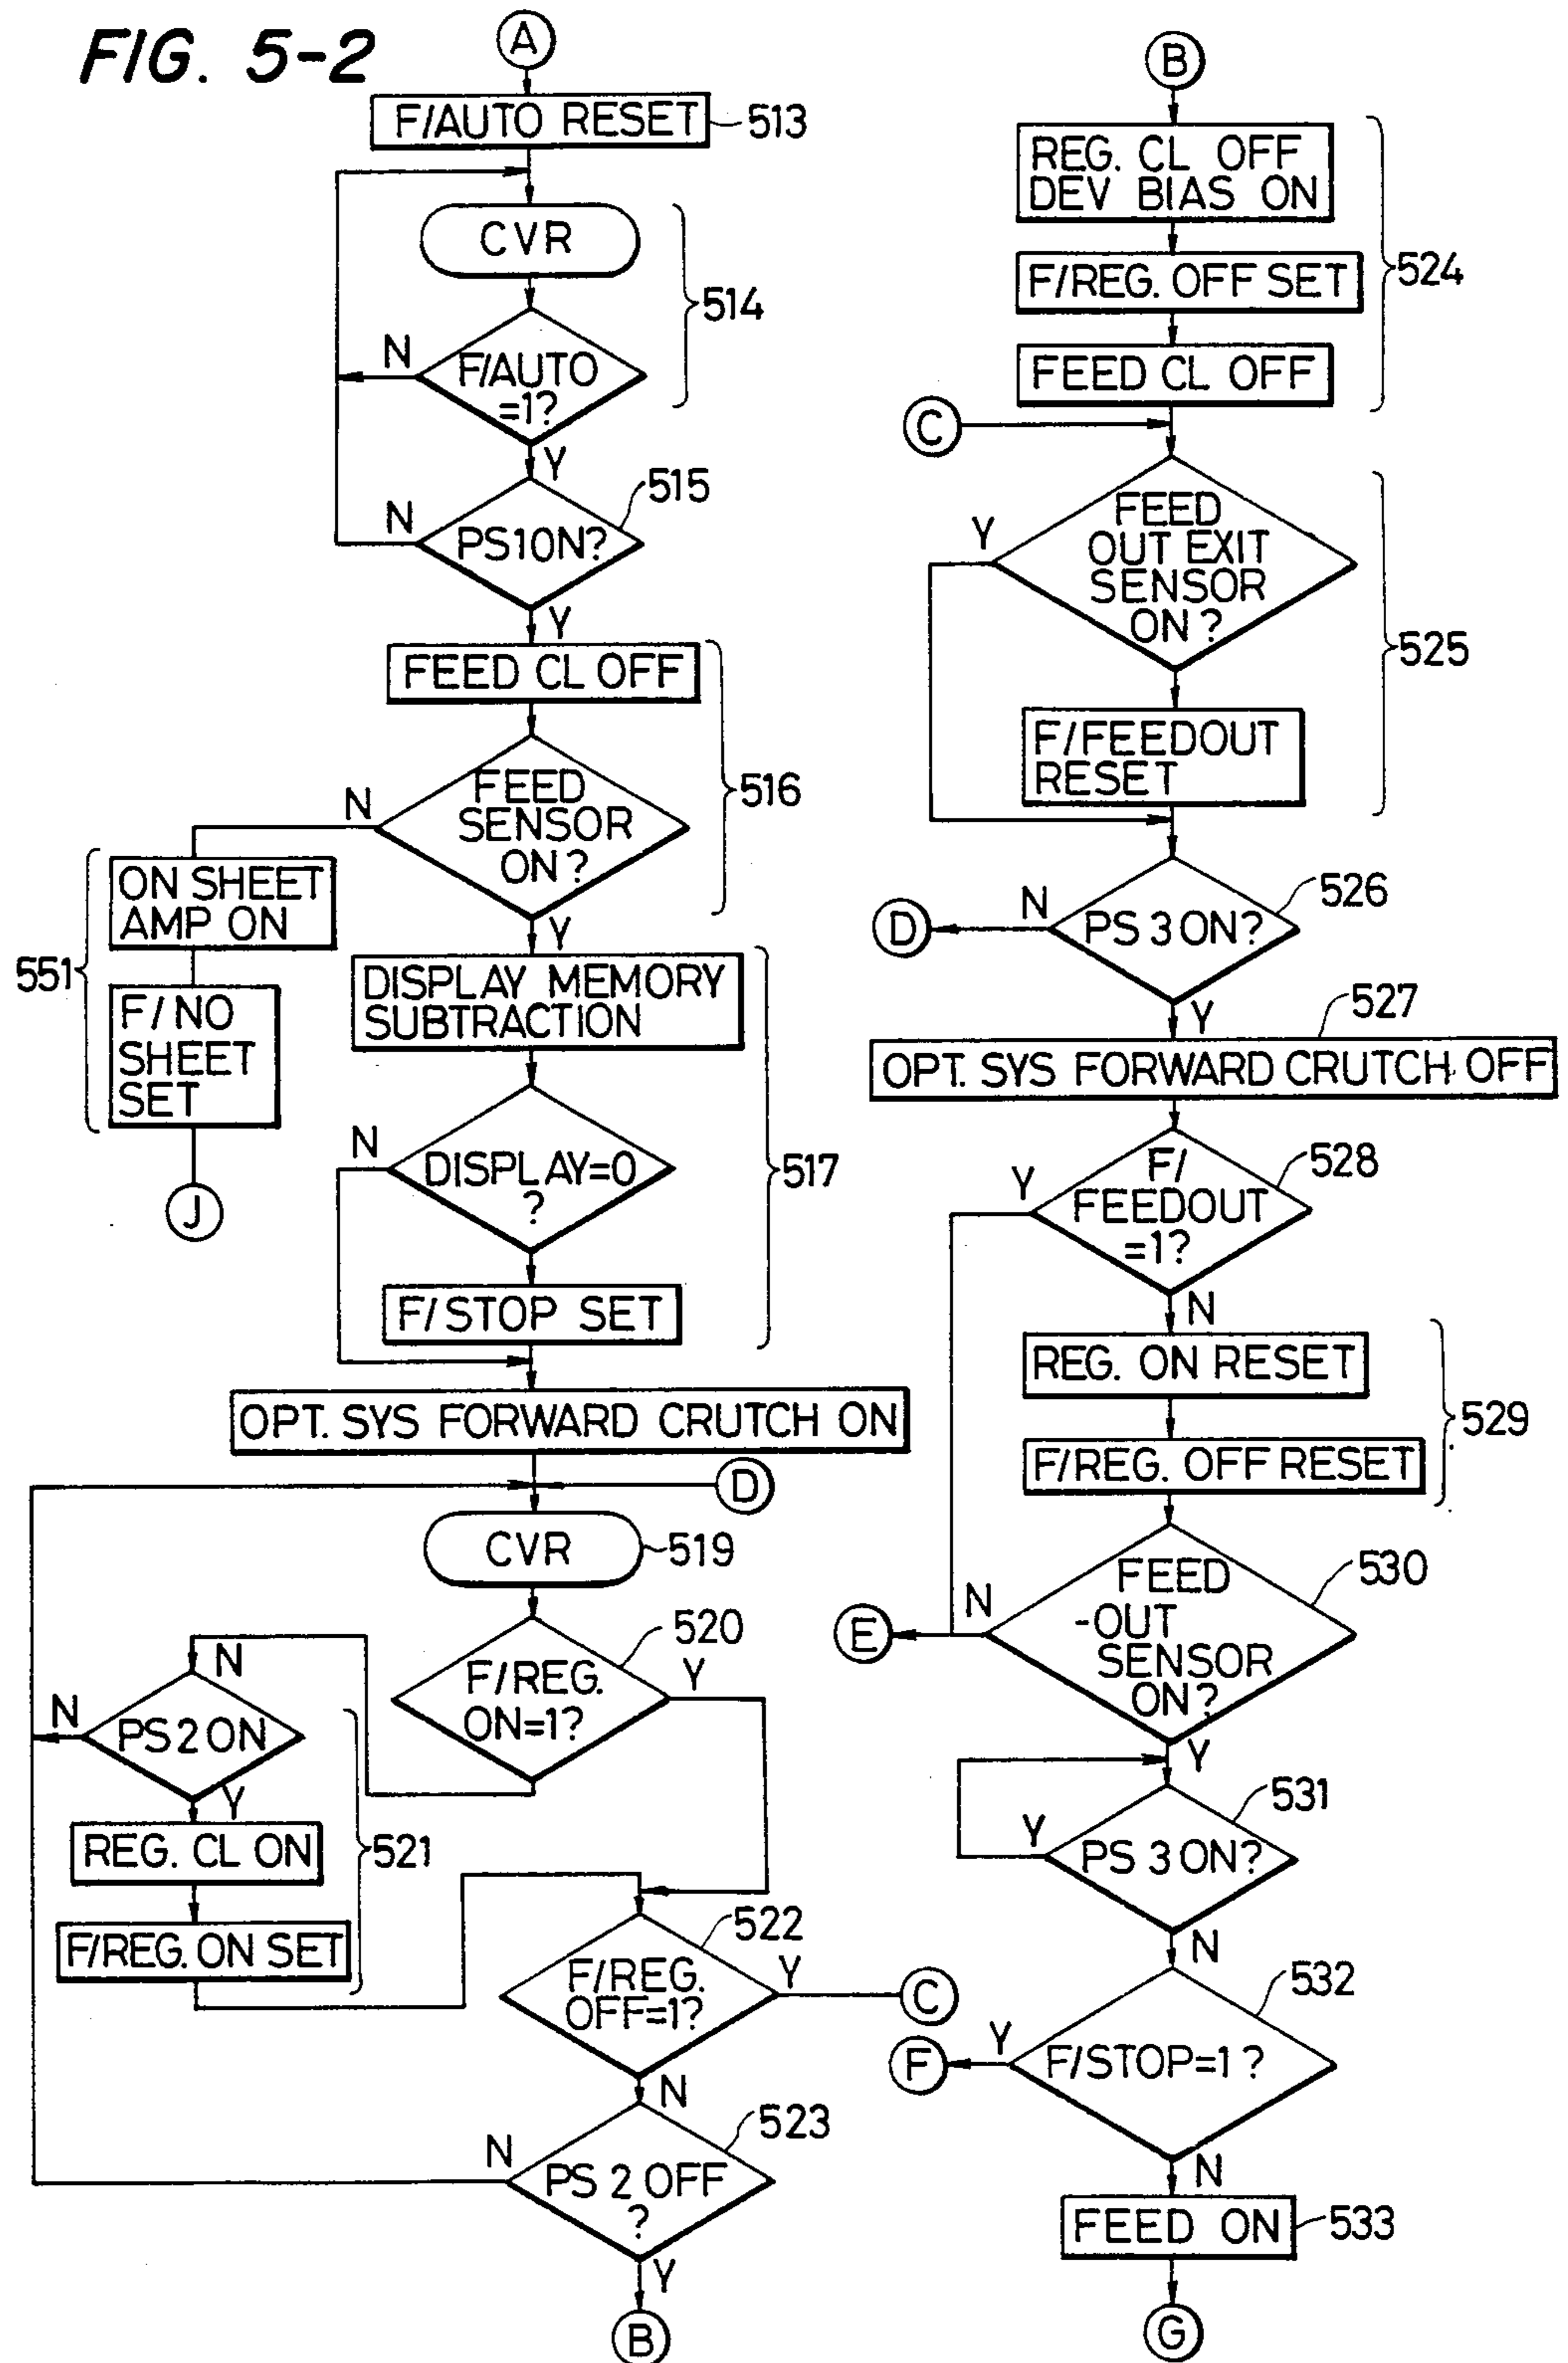 FIG. 5-2
A
F/AUTO RESET
513
CVR
514
N
F/AUTO
=1?
Y
515
N
PS1ON?
Y
FEED CL OFF
516
N
FEED
SENSOR
ON?
Y
ON SHEET
AMP ON
551
F/NO
SHEET
SET
J
DISPLAY MEMORY
SUBTRACTION
517
N
DISPLAY=0
?
F/STOP SET
OPT. SYS FORWARD CRUTCH ON
D
CVR
519
520
N
F/REG.
ON=1?
Y
N
PS2 ON
Y
REG. CL ON
521
F/REG. ON SET
522
F/REG.
OFF=1?
Y
C
N
523
N
PS 2 OFF
?
Y
B
B
REG. CL OFF
DEV BIAS ON
524
F/REG. OFF SET
FEED CL OFF
C
Y
FEED
OUT EXIT
SENSOR
ON?
525
F/FEEDOUT
RESET
526
D
N
PS 3 ON?
Y
527
OPT. SYS FORWARD CRUTCH OFF
528
Y
F/
FEEDOUT
=1?
N
REG. ON RESET
529
F/REG. OFF RESET
530
E
N
FEED
-OUT
SENSOR
ON?
Y
531
Y
PS 3 ON?
N
532
F
Y
F/STOP=1?
N
FEED ON
533
G